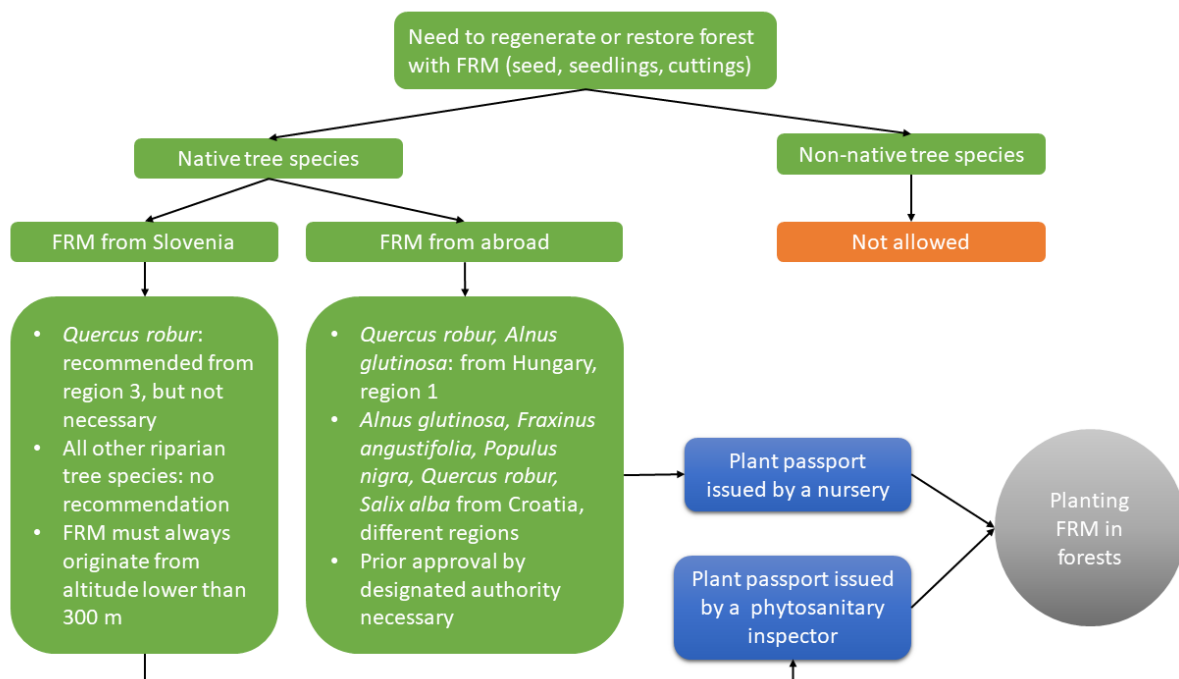 Need to regenerate or restore forest
with FRM (seed, seedlings, cuttings)
Native tree species
Non-native tree species
FRM from Slovenia
FRM from abroad
Not allowed
• Quercus robur:
recommended from
region 3, but not
necessary
• All other riparian
tree species: no
recommendation
• FRM must always
originate from
altitude lower than
300 m
• Quercus robur, Alnus
glutinosa: from Hungary,
region 1
• Alnus glutinosa, Fraxinus
angustifolia, Populus
nigra, Quercus robur,
Salix alba from Croatia,
different regions
• Prior approval by
designated authority
necessary
Plant passport
issued by a nursery
Plant passport issued
by a phytosanitary
inspector
Planting
FRM in
forests